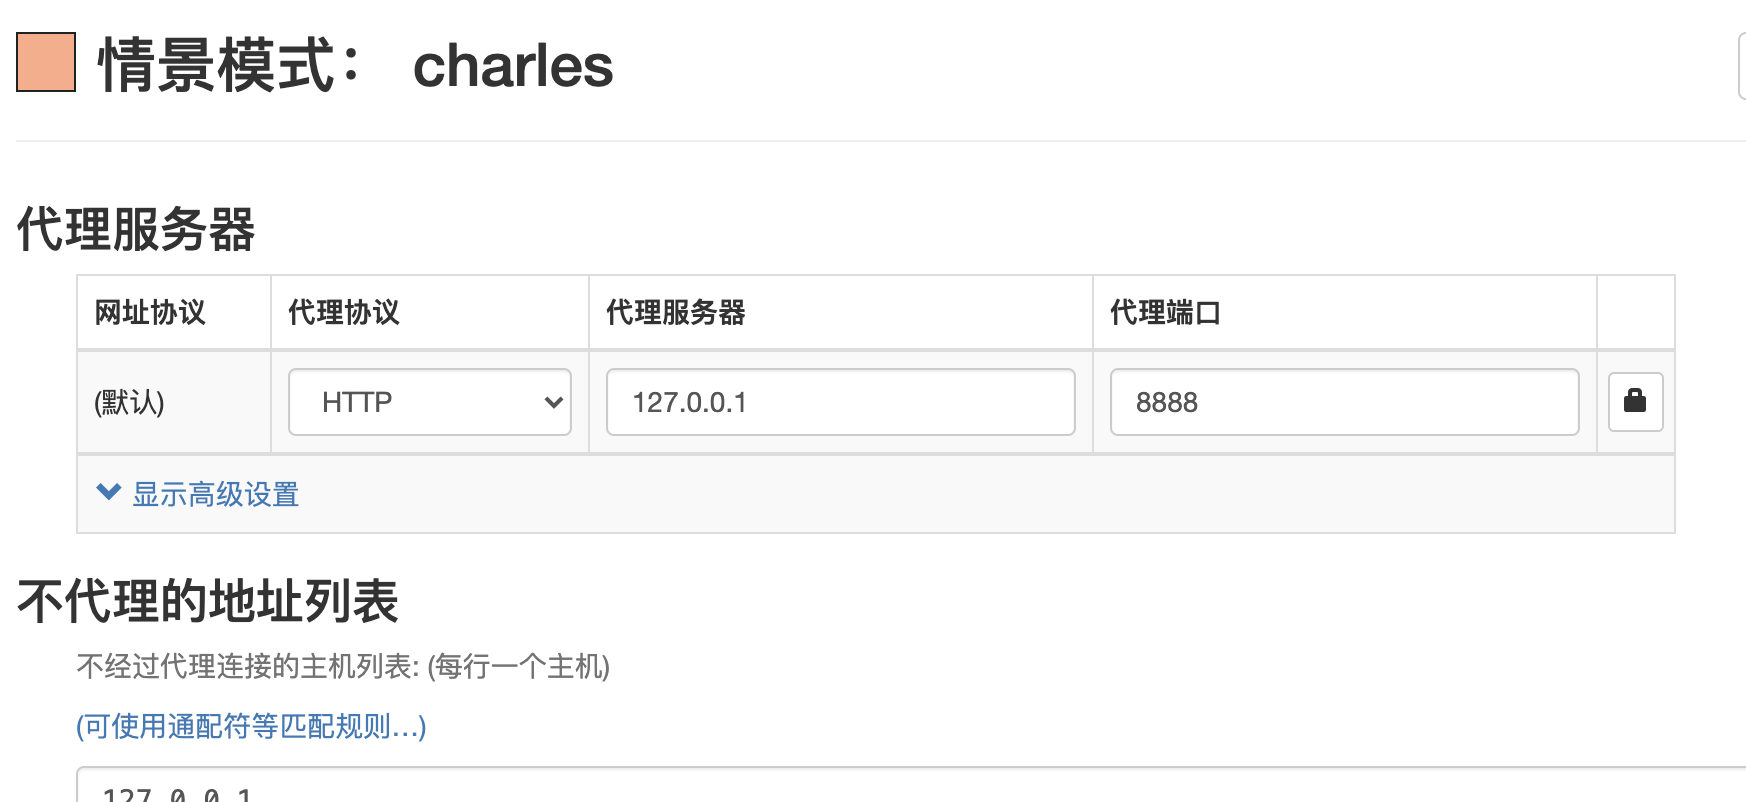 情景模式： charles
代理服务器
网址协议 代理协议 代理服务器 代理端口
(默认) HTTP 127.0.0.1 8888
显示高级设置
不代理的地址列表
不经过代理连接的主机列表: (每行一个主机)
(可使用通配符等匹配规则…)
127.0.0.1